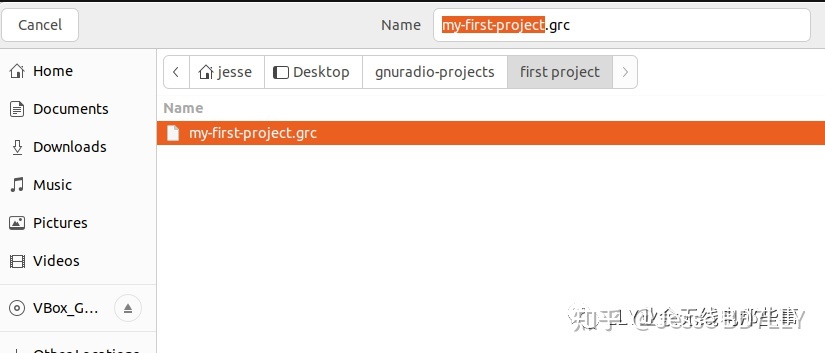 Cancel
Name
my-first-project.grc
Home
jesse
Desktop
gnuradio-projects
first project
Documents
Name
my-first-project.grc
Downloads
Music
Pictures
Videos
VBox_G...
Other Locations
知乎